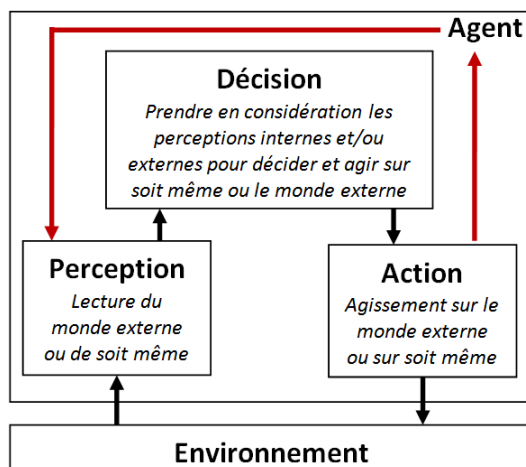 Agent
Décision
Prendre en considération les
perceptions internes et/ou
externes pour décider et agir sur
soit même ou le monde externe
Perception
Lecture du
monde externe
ou de soit même
Action
Agissement sur le
monde externe
ou sur soit même
Environnement